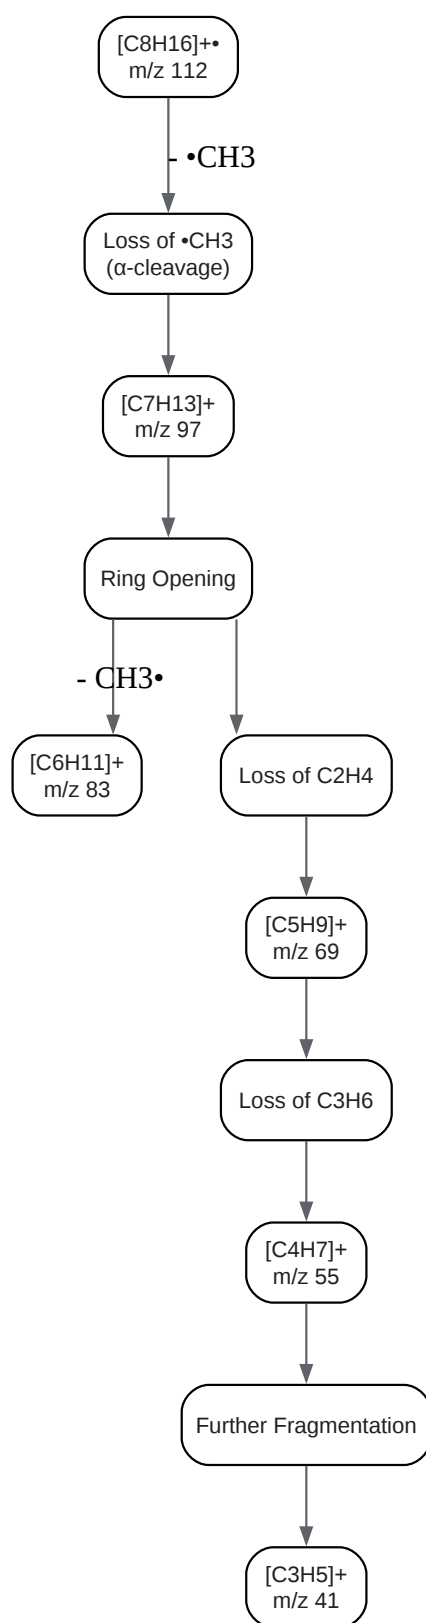 [C8H16]+•
m/z 112
- •CH3
Loss of •CH3
(α-cleavage)
[C7H13]+
m/z 97
Ring Opening
- CH3•
[C6H11]+
m/z 83
Loss of C2H4
[C5H9]+
m/z 69
Loss of C3H6
[C4H7]+
m/z 55
Further Fragmentation
[C3H5]+
m/z 41